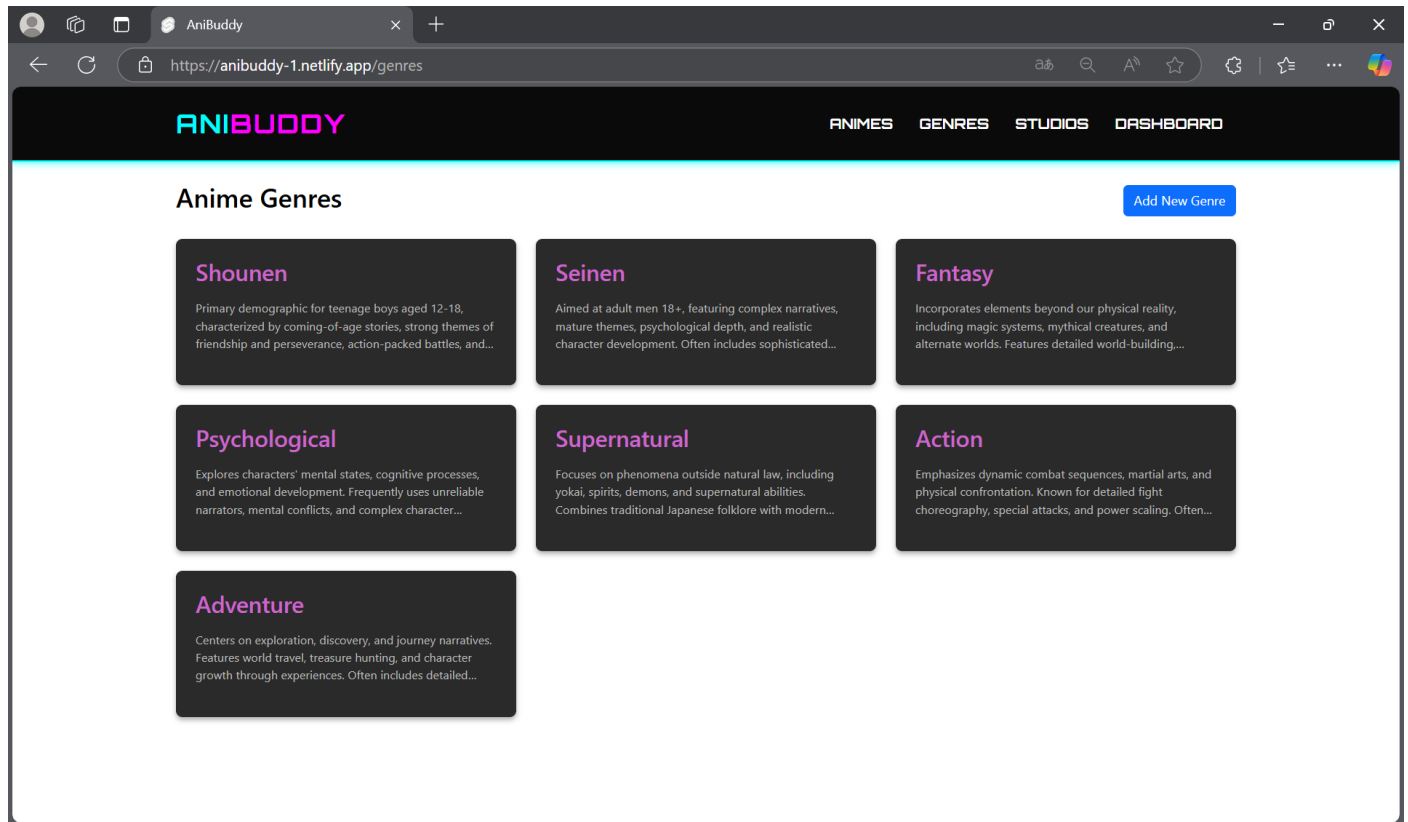 AniBuddy
https://anibuddy-1.netlify.app/genres
ANIBUDDY
ANIMES GENRES STUDIOS DASHBOARD
Anime Genres
Add New Genre
Shounen
Primary demographic for teenage boys aged 12-18,
characterized by coming-of-age stories, strong themes of
friendship and perseverance, action-packed battles, and...
Seinen
Aimed at adult men 18+, featuring complex narratives,
mature themes, psychological depth, and realistic
character development. Often includes sophisticated...
Fantasy
Incorporates elements beyond our physical reality,
including magic systems, mythical creatures, and
alternate worlds. Features detailed world-building,...
Psychological
Explores characters' mental states, cognitive processes,
and emotional development. Frequently uses unreliable
narrators, mental conflicts, and complex character...
Supernatural
Focuses on phenomena outside natural law, including
yokai, spirits, demons, and supernatural abilities.
Combines traditional Japanese folklore with modern...
Action
Emphasizes dynamic combat sequences, martial arts, and
physical confrontation. Known for detailed fight
choreography, special attacks, and power scaling. Often...
Adventure
Centers on exploration, discovery, and journey narratives.
Features world travel, treasure hunting, and character
growth through experiences. Often includes detailed...